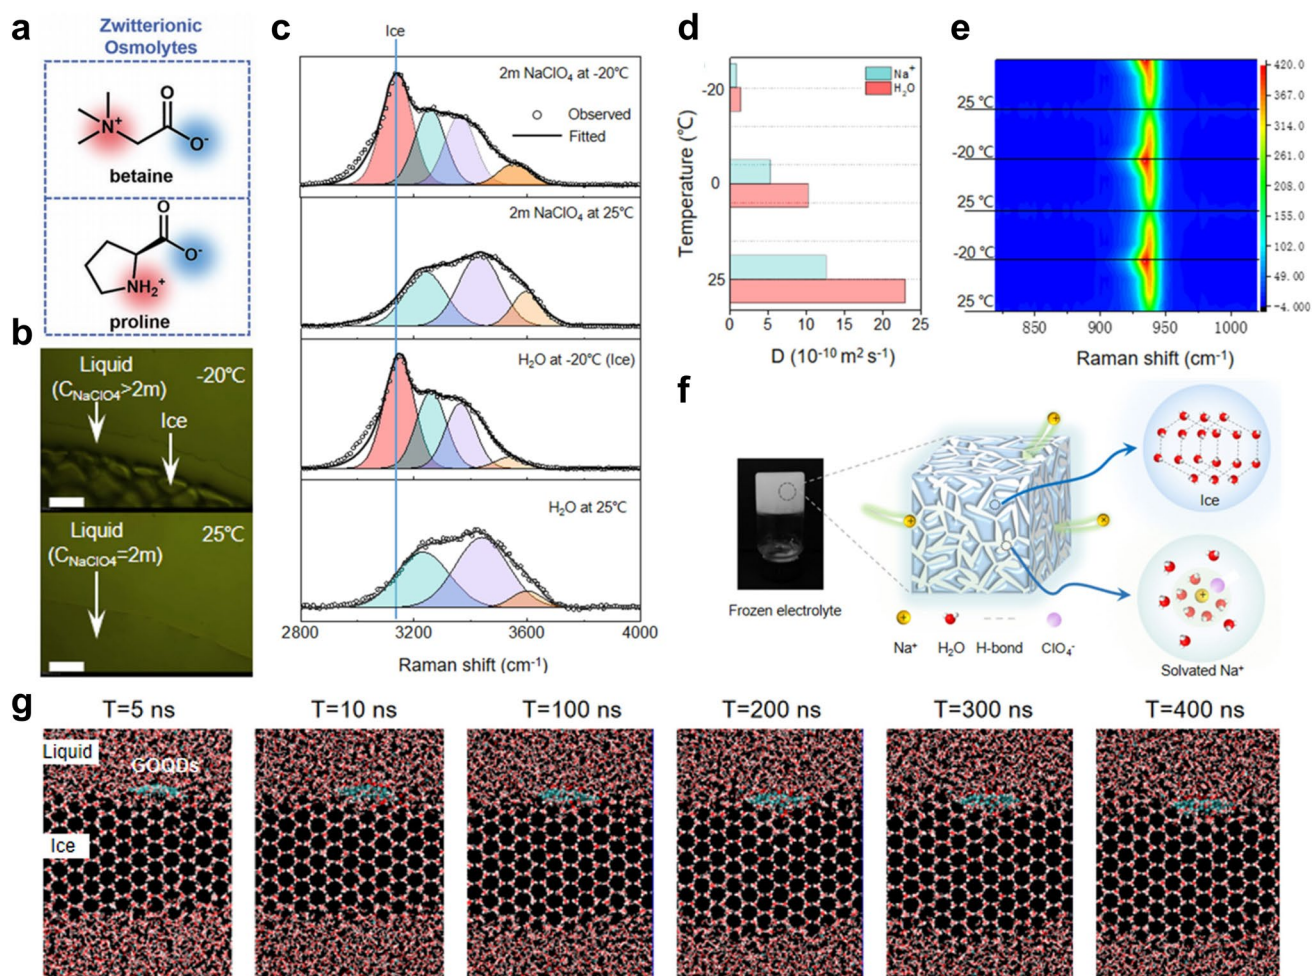 a
Zwitterionic
Osmolytes
N⁺
O
O⁻
betaine
O
O⁻
NH₂⁺
proline
b
Liquid
(C_NaClO4>2m)
-20℃
Ice
Liquid
(C_NaClO4=2m)
25℃
c
Ice
2m NaClO₄ at -20℃
Observed
Fitted
2m NaClO₄ at 25℃
H₂O at -20℃ (Ice)
H₂O at 25℃
2800 3200 3600 4000
Raman shift (cm⁻¹)
d
Na⁺
H₂O
Temperature (℃)
-20
0
25
0 5 10 15 20 25
D (10⁻¹⁰ m² s⁻¹)
e
25 ℃
-20 ℃
25 ℃
-20 ℃
25 ℃
420.0
367.0
314.0
261.0
208.0
155.0
102.0
49.00
-4.000
850 900 950 1000
Raman shift (cm⁻¹)
f
Frozen electrolyte
Ice
Solvated Na⁺
Na⁺ H₂O H-bond ClO₄⁻
g
T=5 ns T=10 ns T=100 ns T=200 ns T=300 ns T=400 ns
Liquid
GOQDs
Ice